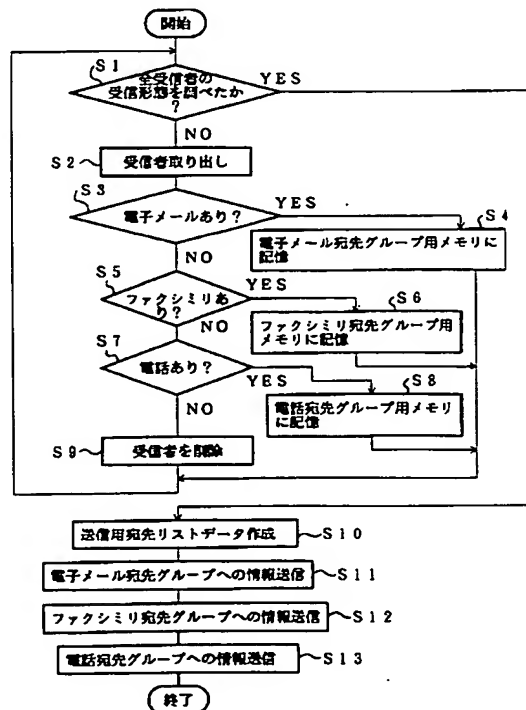 開始
S1
全受信者の
受信形態を調べたか
?
YES
NO
S2
受信者取り出し
S3
電子メールあり?
YES
NO
S4
電子メール宛先グループ用メモリに
記憶
S5
ファクシミリあ
り?
YES
NO
S6
ファクシミリ宛先グループ用
メモリに記憶
S7
電話あり?
YES
NO
S8
電話宛先グループ用メモリ
に記憶
S9
受信者を削除
送信用宛先リストデータ作成
S10
電子メール宛先グループへの情報送信
S11
ファクシミリ宛先グループへの情報送信
S12
電話宛先グループへの情報送信
S13
終了